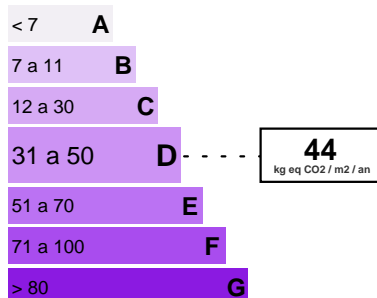 < 7 A
7 a 11 B
12 a 30 C
31 a 50 D
44
kg eq CO2 / m2 / an
51 a 70 E
71 a 100 F
> 80 G